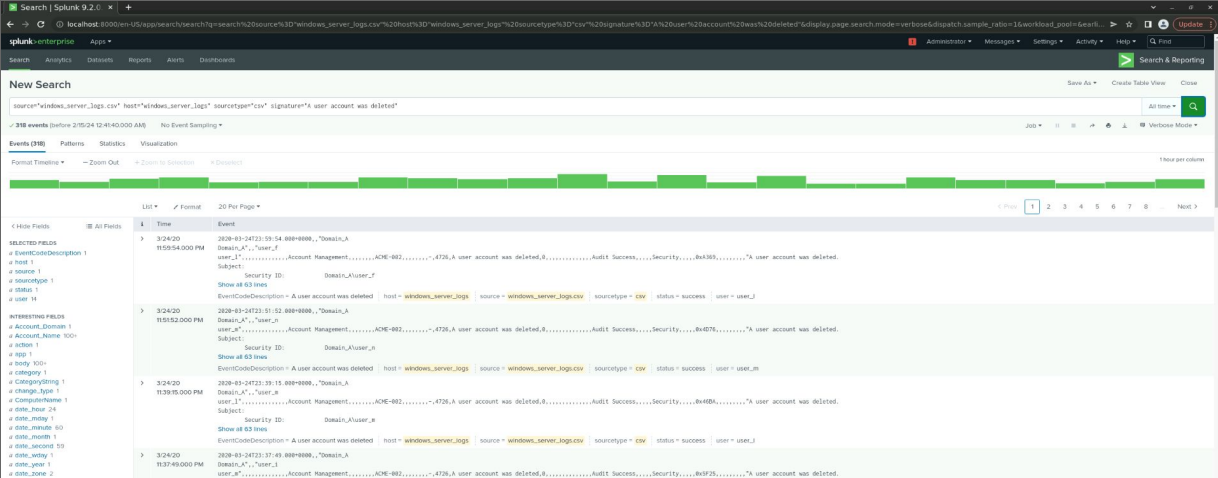 Search | Splunk 9.2.0
localhost:8000/en-US/app/search/search?q=search%20source%3D"windows_server_logs.csv"%20host%3D"windows_server_logs"%20sourcetype%3D"csv"%20signature%3D"A%20user%20account%20was%20deleted"&display.page.search.mode=verbose&dispatch.sample_ratio=1&workload_pool=&earli...
Update
splunk>enterprise Apps
! Administrator Messages Settings Activity Help Find
Search Analytics Datasets Reports Alerts Dashboards
Search & Reporting
New Search
Save As Create Table View Close
source="windows_server_logs.csv" host="windows_server_logs" sourcetype="csv" signature="A user account was deleted"
All time
318 events (before 2/15/24 12:41:40.000 AM) No Event Sampling
Job Verbose Mode
Events (318) Patterns Statistics Visualization
Format Timeline — Zoom Out + Zoom to Selection × Deselect
1 hour per column
List Format 20 Per Page
< Prev 1 2 3 4 5 6 7 8 ... Next >
< Hide Fields All Fields
i Time Event
SELECTED FIELDS
a EventCodeDescription 1
a host 1
a source 1
a sourcetype 1
a status 1
a user 14
INTERESTING FIELDS
a Account_Domain 1
a Account_Name 100+
a action 1
a app 1
a body 100+
a category 1
a CategoryString 1
a change_type 1
a ComputerName 1
# date_hour 24
# date_mday 1
# date_minute 60
a date_month 1
# date_second 59
a date_wday 1
# date_year 1
a date_zone 2
> 3/24/20
11:59:54.000 PM
2020-03-24T23:59:54.000+0000,,"Domain_A
Domain_A",,"user_f
user_l",,,,,,,,,,,,,,Account Management,,,,,,,,ACME-002,,,,,,,,-,4726,A user account was deleted,0,,,,,,,,,,,,,Audit Success,,,,,Security,,,,,0xA369,,,,,,,,,"A user account was deleted.
Subject:
Security ID: Domain_A\user_f
Show all 63 lines
EventCodeDescription = A user account was deleted host = windows_server_logs source = windows_server_logs.csv sourcetype = csv status = success user = user_l
> 3/24/20
11:51:52.000 PM
2020-03-24T23:51:52.000+0000,,"Domain_A
Domain_A",,"user_n
user_m",,,,,,,,,,,,,,Account Management,,,,,,,,ACME-002,,,,,,,,-,4726,A user account was deleted,0,,,,,,,,,,,,,Audit Success,,,,,Security,,,,,0x4D76,,,,,,,,,"A user account was deleted.
Subject:
Security ID: Domain_A\user_n
Show all 63 lines
EventCodeDescription = A user account was deleted host = windows_server_logs source = windows_server_logs.csv sourcetype = csv status = success user = user_m
> 3/24/20
11:39:15.000 PM
2020-03-24T23:39:15.000+0000,,"Domain_A
Domain_A",,"user_m
user_l",,,,,,,,,,,,,,Account Management,,,,,,,,ACME-002,,,,,,,,-,4726,A user account was deleted,0,,,,,,,,,,,,,Audit Success,,,,,Security,,,,,0x46BA,,,,,,,,,"A user account was deleted.
Subject:
Security ID: Domain_A\user_m
Show all 63 lines
EventCodeDescription = A user account was deleted host = windows_server_logs source = windows_server_logs.csv sourcetype = csv status = success user = user_l
> 3/24/20
11:37:49.000 PM
2020-03-24T23:37:49.000+0000,,"Domain_A
Domain_A",,"user_i
user_m",,,,,,,,,,,,,,Account Management,,,,,,,,ACME-002,,,,,,,,-,4726,A user account was deleted,0,,,,,,,,,,,,,Audit Success,,,,,Security,,,,,0x5F25,,,,,,,,,"A user account was deleted.